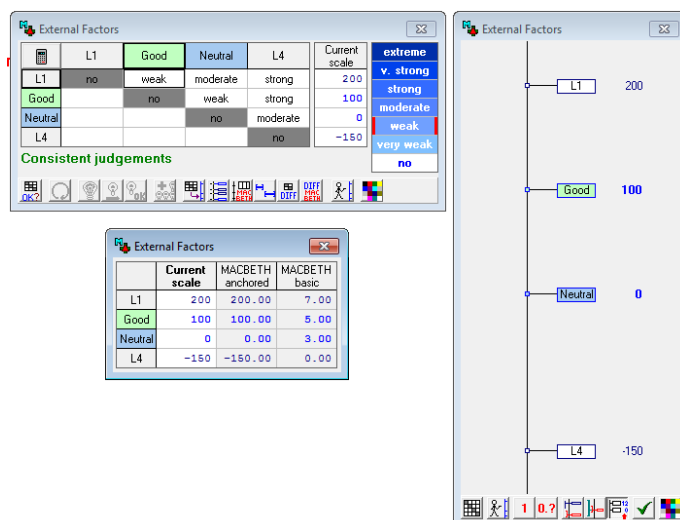 External Factors
L1 Good Neutral L4 Current scale
L1 no weak moderate strong 200
Good no weak strong 100
Neutral no moderate 0
L4 no -150
extreme
v. strong
strong
moderate
weak
very weak
no
Consistent judgements
OK? OK MAC BETH DIFF DIFF MAC BETH
External Factors
Current scale MACBETH anchored MACBETH basic
L1 200 200.00 7.00
Good 100 100.00 5.00
Neutral 0 0.00 3.00
L4 -150 -150.00 0.00
External Factors
L1 200
Good 100
Neutral 0
L4 -150
1 0.?